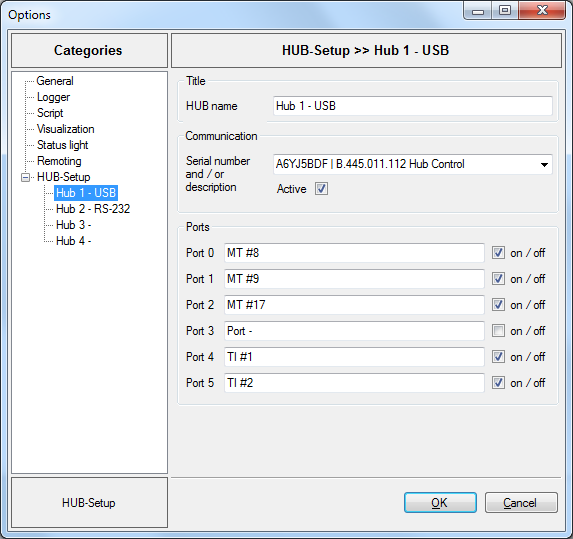 Options
Categories
HUB-Setup >> Hub 1 - USB
General
Logger
Script
Visualization
Status light
Remoting
HUB-Setup
Hub 1 - USB
Hub 2 - RS-232
Hub 3 -
Hub 4 -
Title
HUB name Hub 1 - USB
Communication
Serial number
and / or
description
A6YJ5BDF | B.445.011.112 Hub Control
Active
Ports
Port 0 MT #8 on / off
Port 1 MT #9 on / off
Port 2 MT #17 on / off
Port 3 Port - on / off
Port 4 TI #1 on / off
Port 5 TI #2 on / off
HUB-Setup
OK Cancel